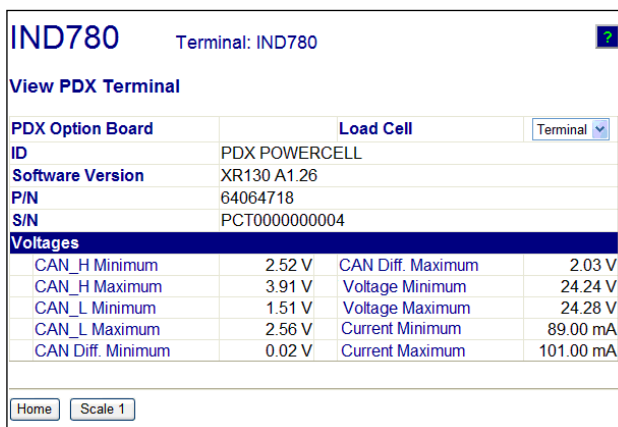 IND780 Terminal: IND780 ?
View PDX Terminal
PDX Option Board Load Cell Terminal
ID PDX POWERCELL
Software Version XR130 A1.26
P/N 64064718
S/N PCT0000000004
Voltages
CAN_H Minimum 2.52 V CAN Diff. Maximum 2.03 V
CAN_H Maximum 3.91 V Voltage Minimum 24.24 V
CAN_L Minimum 1.51 V Voltage Maximum 24.28 V
CAN_L Maximum 2.56 V Current Minimum 89.00 mA
CAN Diff. Minimum 0.02 V Current Maximum 101.00 mA
Home Scale 1